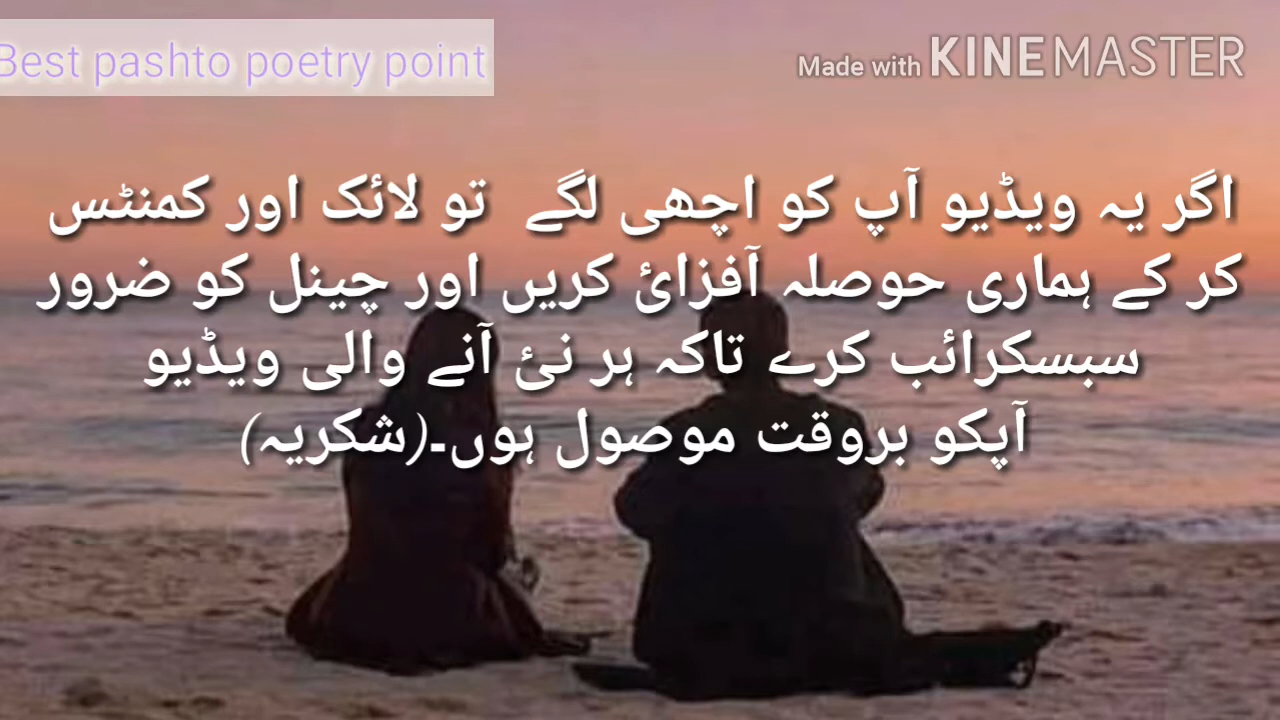 Best pashto poetry point
Made with KINEMASTER
اگر یہ ویڈیو آپ کو اچھی لگے تو لائک اور کمنٹس
کر کے ہماری حوصلہ آفزائ کریں اور چینل کو ضرور
سبسکرائب کرے تاکہ ہر نئ آنے والی ویڈیو
آپکو بروقت موصول ہوں۔(شکریہ)